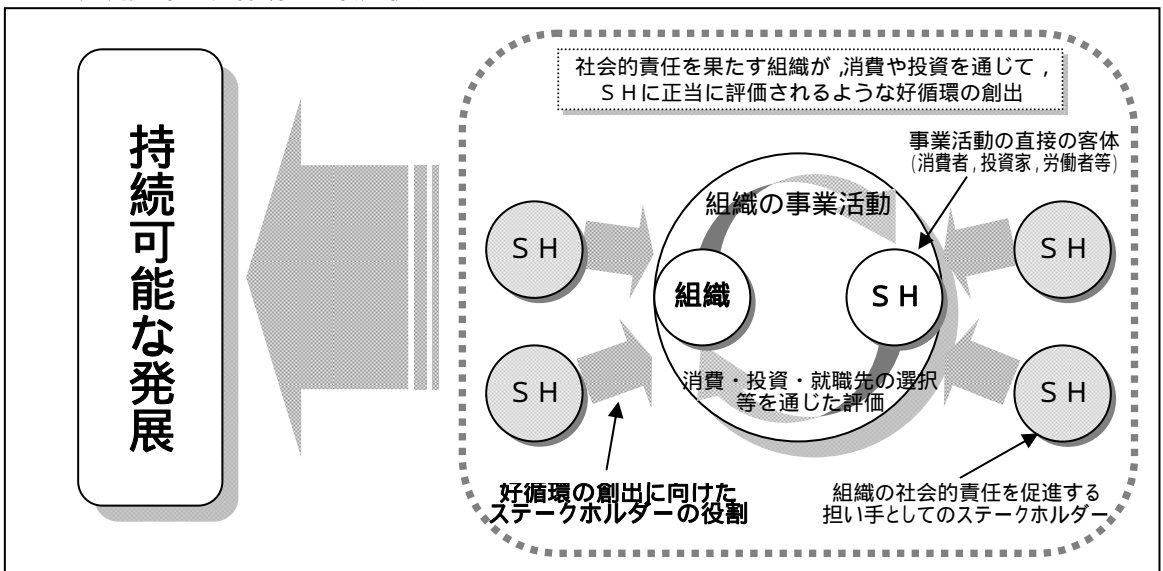 社会的責任を果たす組織が,消費や投資を通じて,
ＳＨに正当に評価されるような好循環の創出
持続可能な発展
事業活動の直接の客体
(消費者,投資家,労働者等)
組織の事業活動
ＳＨ
ＳＨ
組織
ＳＨ
ＳＨ
ＳＨ
消費・投資・就職先の選択
等を通じた評価
好循環の創出に向けた
ステークホルダーの役割
組織の社会的責任を促進する
担い手としてのステークホルダー